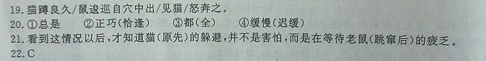 19.猫蹲良久/鼠逡巡自穴中出/见猫/怒奔之。
20.①总是 ②正巧(恰逢) ③都(全) ④缓慢(迟缓)
21.看到这情况以后,才知道猫(原先)的躲避,并不是害怕,而是在等待老鼠(跳窜后)的疲乏。
22.C